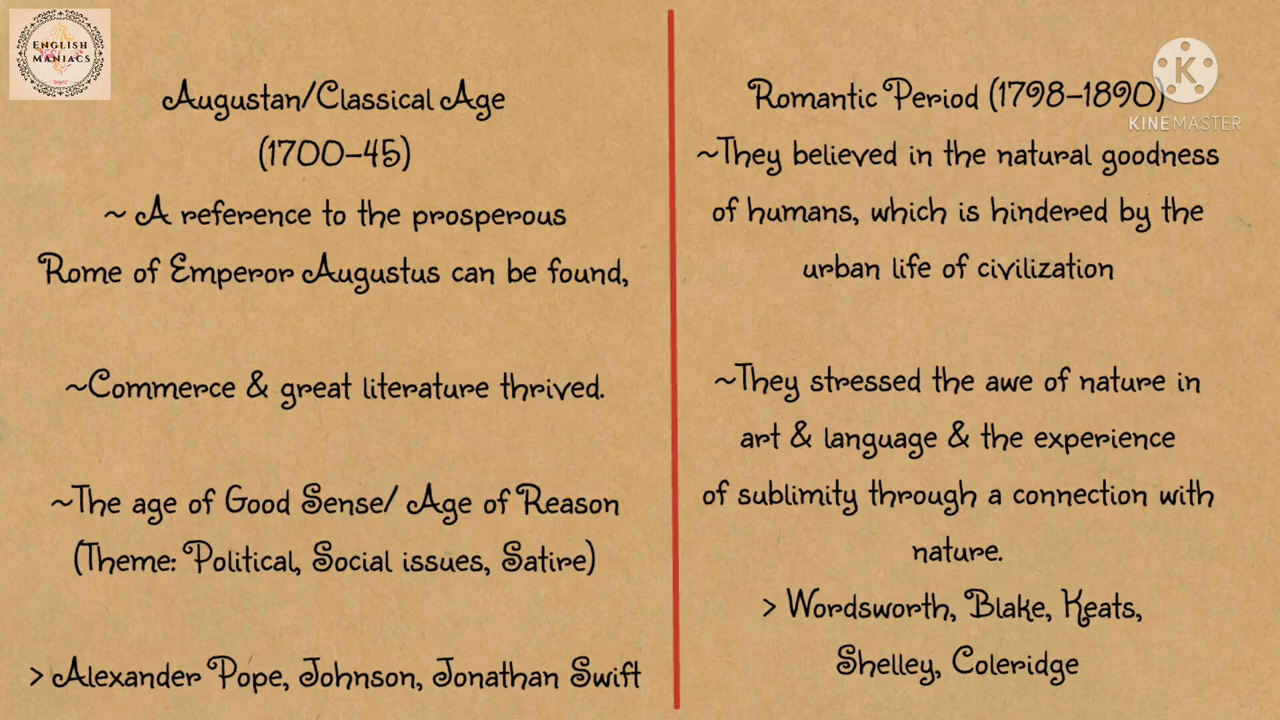 ENGLISH
MANIACS
Augustan/Classical Age
(1700-45)
~ A reference to the prosperous
Rome of Emperor Augustus can be found,
~Commerce & great literature thrived.
~The age of Good Sense/ Age of Reason
(Theme: Political, Social issues, Satire)
> Alexander Pope, Johnson, Jonathan Swift
Romantic Period (1798-1890)
~They believed in the natural goodness
of humans, which is hindered by the
urban life of civilization
~They stressed the awe of nature in
art & language & the experience
of sublimity through a connection with
nature.
> Wordsworth, Blake, Keats,
Shelley, Coleridge
K
KINEMASTER